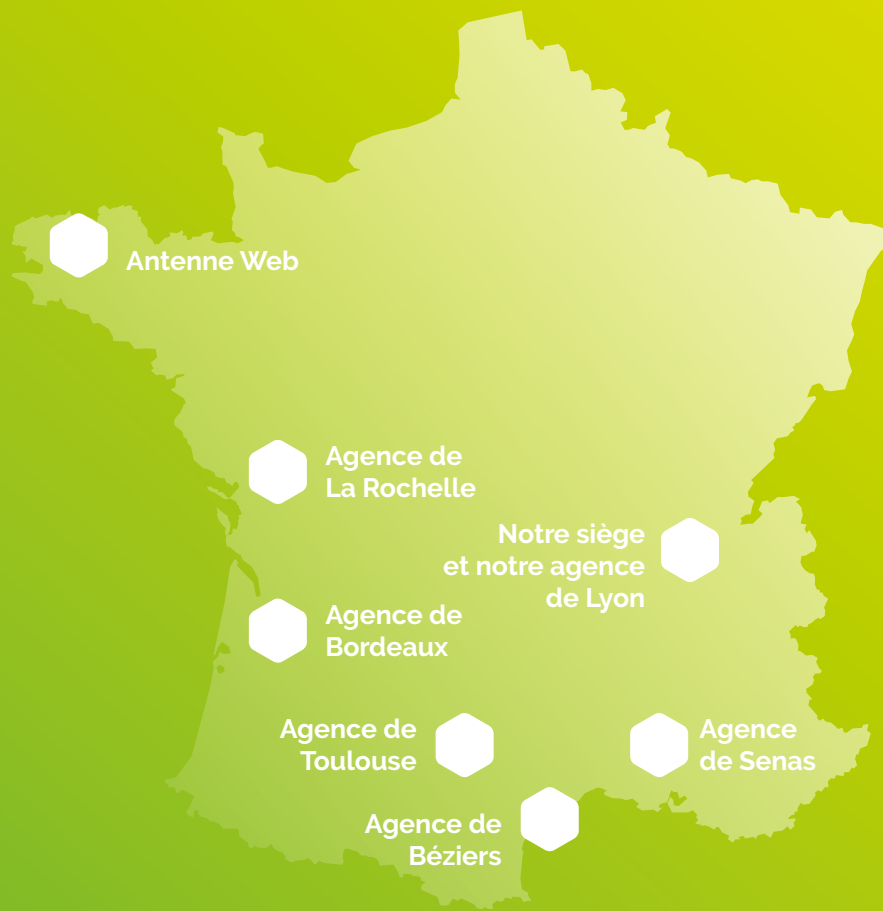 Antenne Web
Agence de
La Rochelle
Notre siège
et notre agence
de Lyon
Agence de
Bordeaux
Agence de
Toulouse
Agence
de Senas
Agence de
Béziers